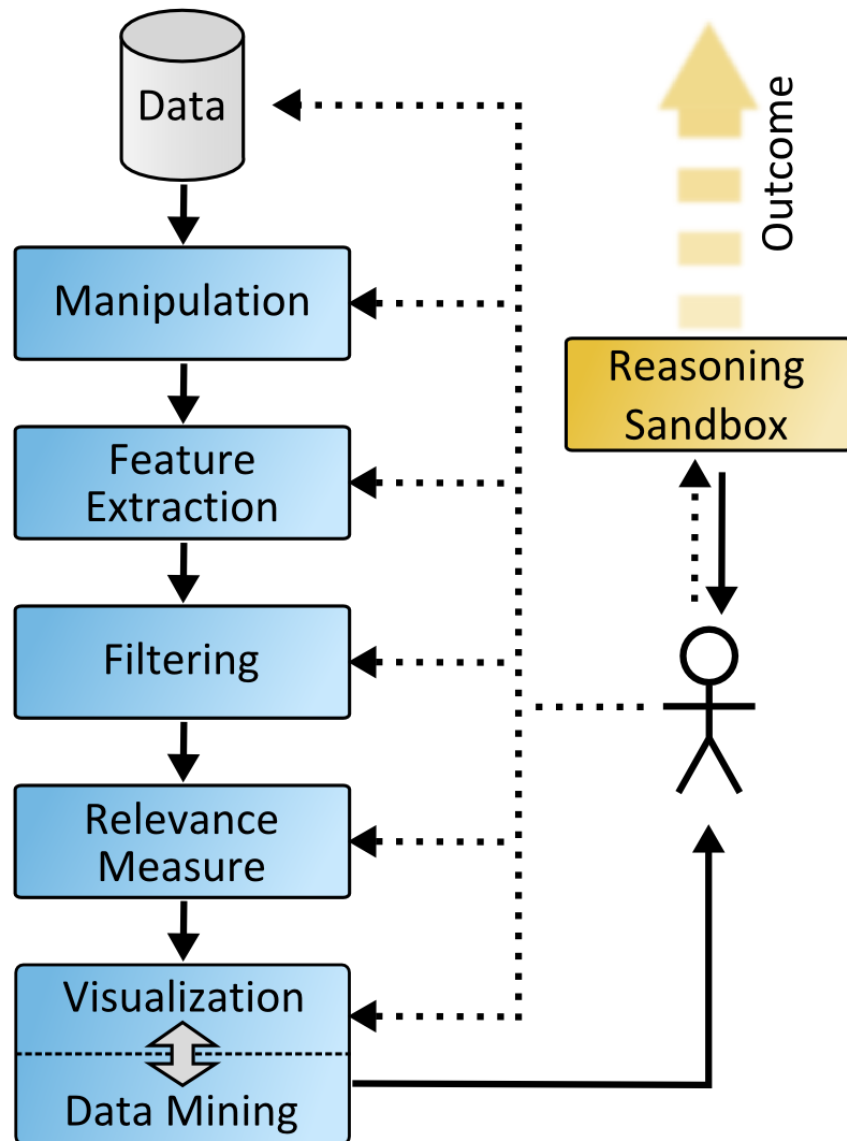 Data
Manipulation
Feature
Extraction
Filtering
Relevance
Measure
Visualization
Data Mining
Outcome
Reasoning
Sandbox